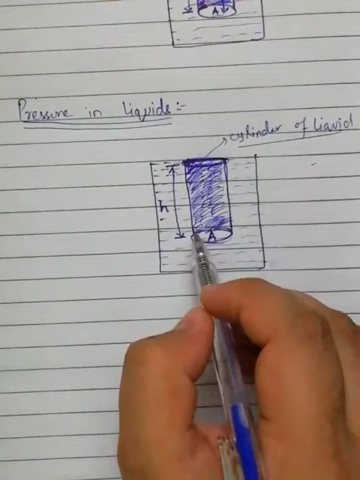 A
Pressure in liquids:-
cylinder of liquid
h
A